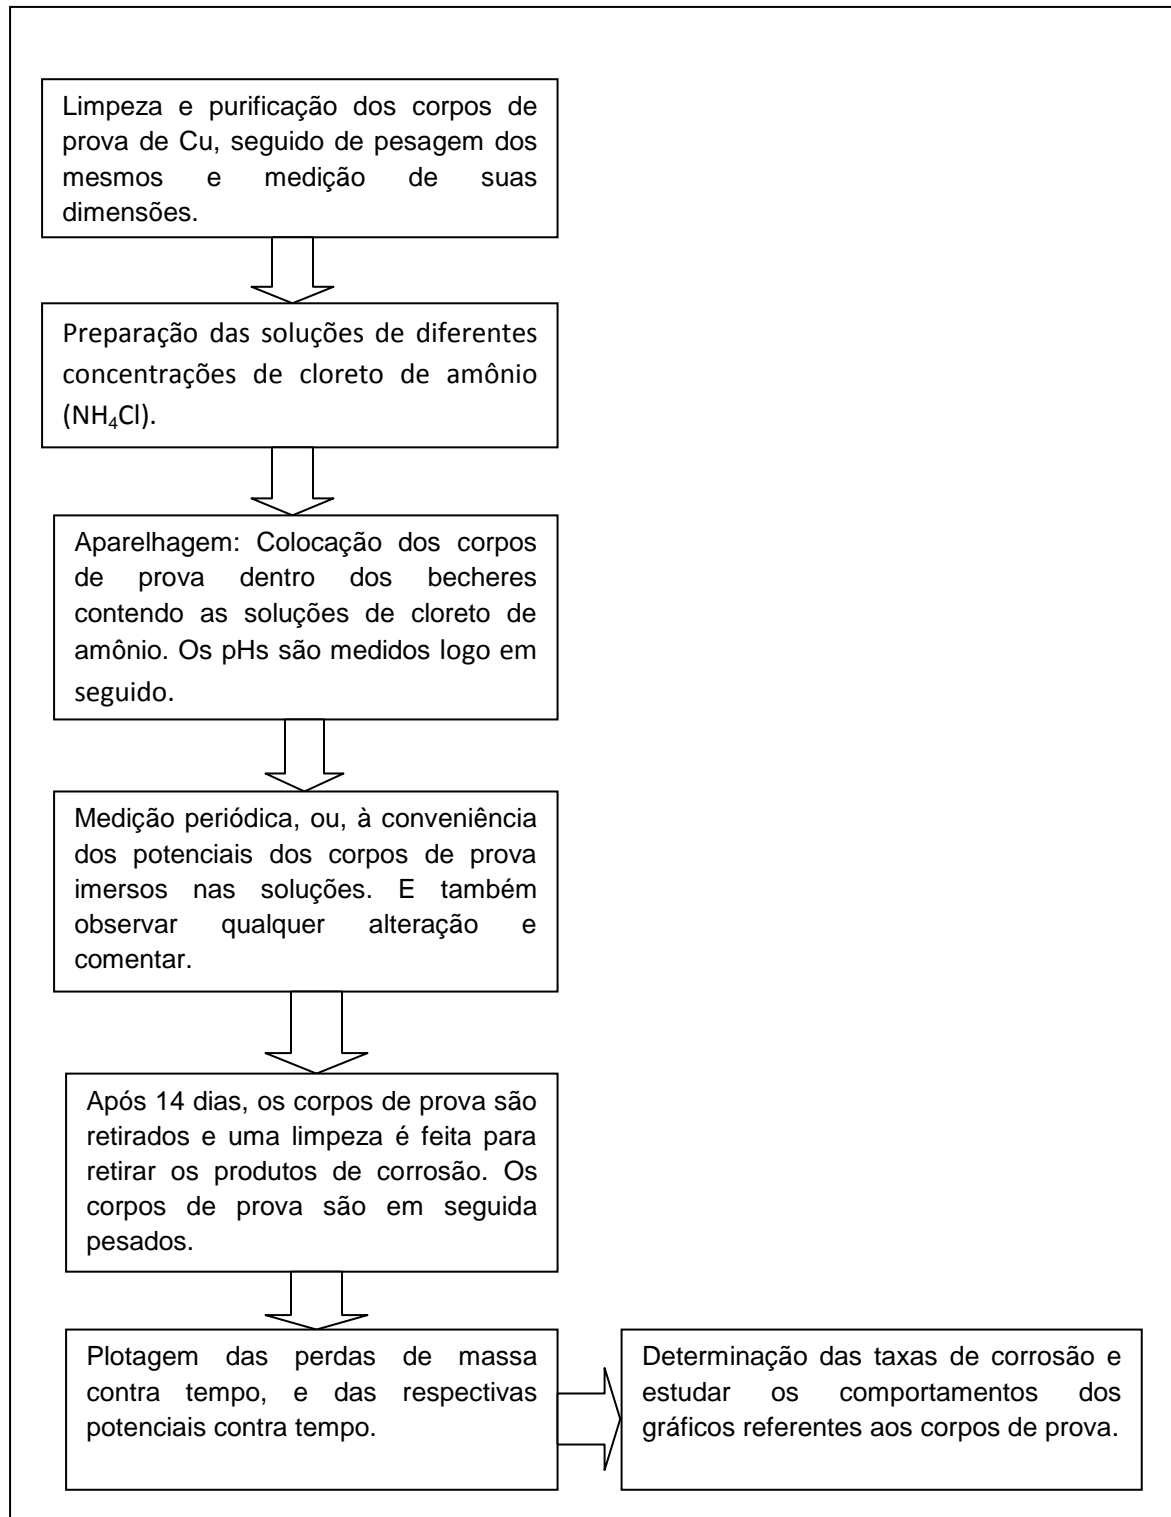 Limpeza e purificação dos corpos de
prova de Cu, seguido de pesagem dos
mesmos e medição de suas
dimensões.
Preparação das soluções de diferentes
concentrações de cloreto de amônio
(NH₄Cl).
Aparelhagem: Colocação dos corpos
de prova dentro dos becheres
contendo as soluções de cloreto de
amônio. Os pHs são medidos logo em
seguido.
Medição periódica, ou, à conveniência
dos potenciais dos corpos de prova
imersos nas soluções. E também
observar qualquer alteração e
comentar.
Após 14 dias, os corpos de prova são
retirados e uma limpeza é feita para
retirar os produtos de corrosão. Os
corpos de prova são em seguida
pesados.
Plotagem das perdas de massa
contra tempo, e das respectivas
potenciais contra tempo.
Determinação das taxas de corrosão e
estudar os comportamentos dos
gráficos referentes aos corpos de prova.